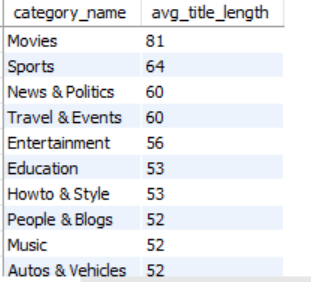 category_name avg_title_length
Movies 81
Sports 64
News & Politics 60
Travel & Events 60
Entertainment 56
Education 53
Howto & Style 53
People & Blogs 52
Music 52
Autos & Vehicles 52